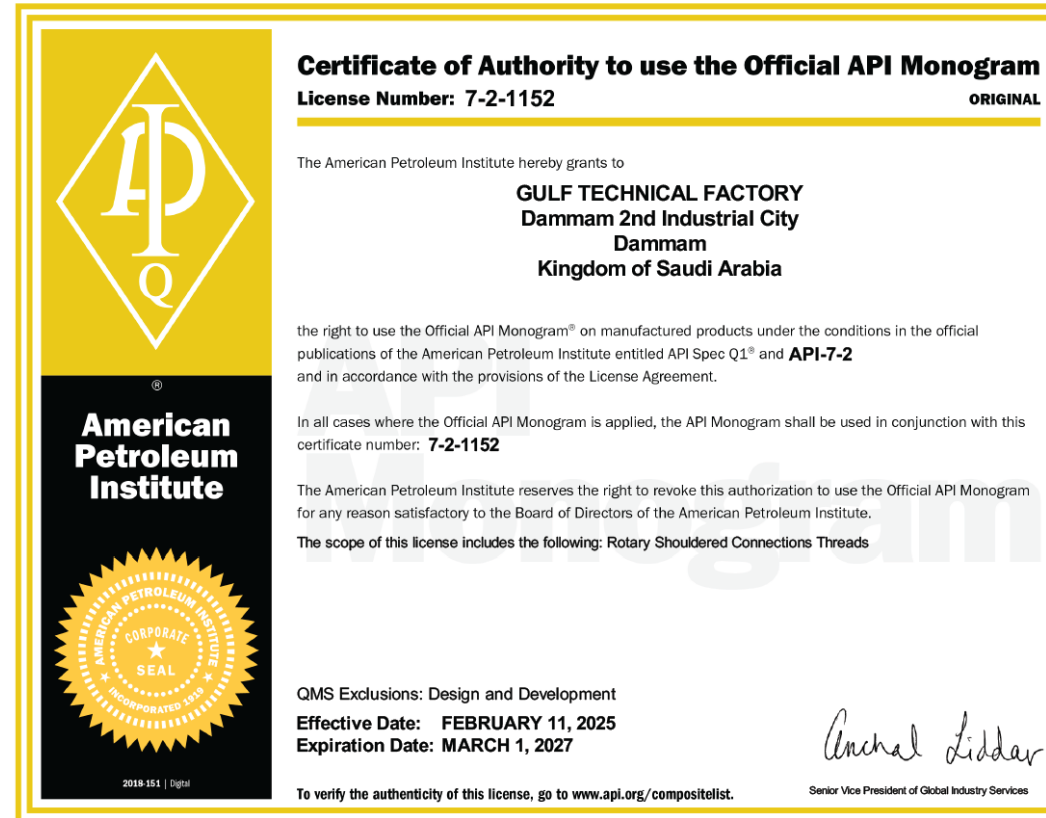 Certificate of Authority to use the Official API Monogram
License Number: 7-2-1152
ORIGINAL
The American Petroleum Institute hereby grants to
GULF TECHNICAL FACTORY
Dammam 2nd Industrial City
Dammam
Kingdom of Saudi Arabia
the right to use the Official API Monogram® on manufactured products under the conditions in the official
publications of the American Petroleum Institute entitled API Spec Q1® and API-7-2
and in accordance with the provisions of the License Agreement.
In all cases where the Official API Monogram is applied, the API Monogram shall be used in conjunction with this
certificate number: 7-2-1152
The American Petroleum Institute reserves the right to revoke this authorization to use the Official API Monogram
for any reason satisfactory to the Board of Directors of the American Petroleum Institute.
The scope of this license includes the following: Rotary Shouldered Connections Threads
API
Monogram
QMS Exclusions: Design and Development
Effective Date: FEBRUARY 11, 2025
Expiration Date: MARCH 1, 2027
To verify the authenticity of this license, go to www.api.org/compositelist.
Anchal Liddar
Senior Vice President of Global Industry Services
API
Q
®
American
Petroleum
Institute
AMERICAN PETROLEUM INSTITUTE
CORPORATE
SEAL
INCORPORATED 1919
2018-151 | Digital